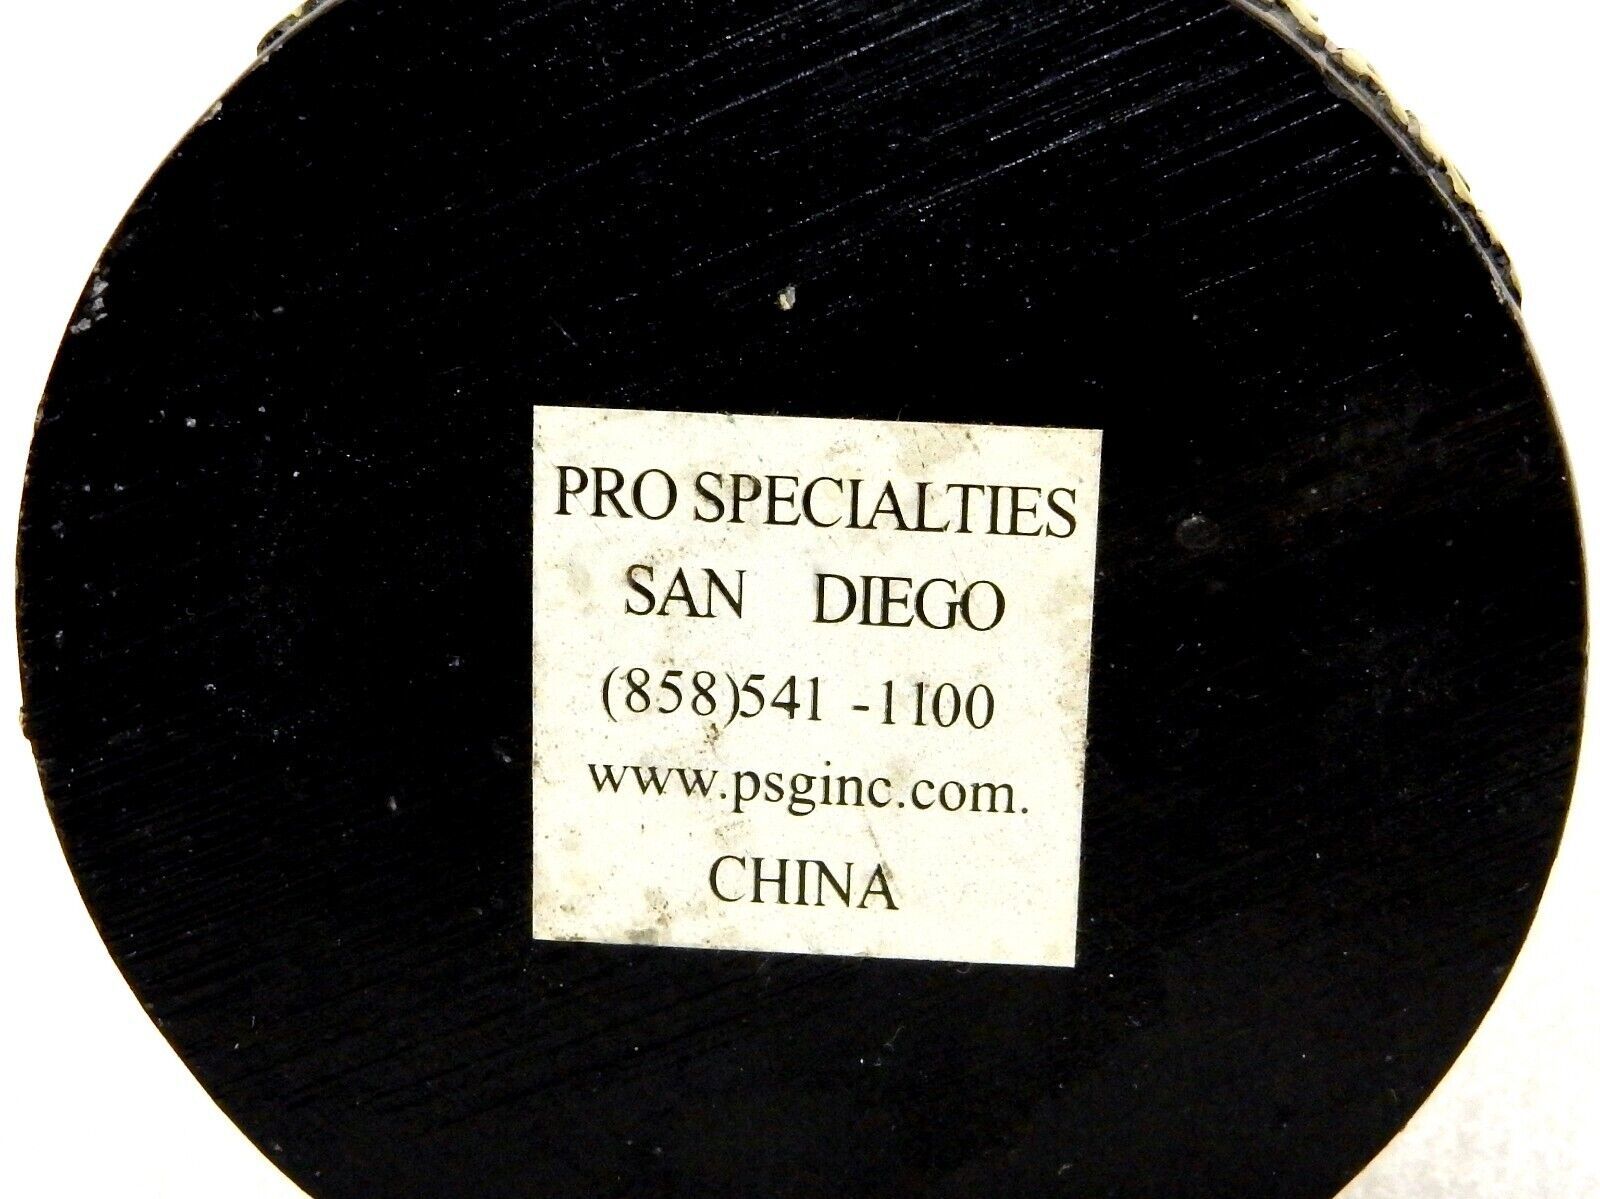 PRO SPECIALTIES
SAN DIEGO
(858)541 -1100
www.psginc.com.
CHINA